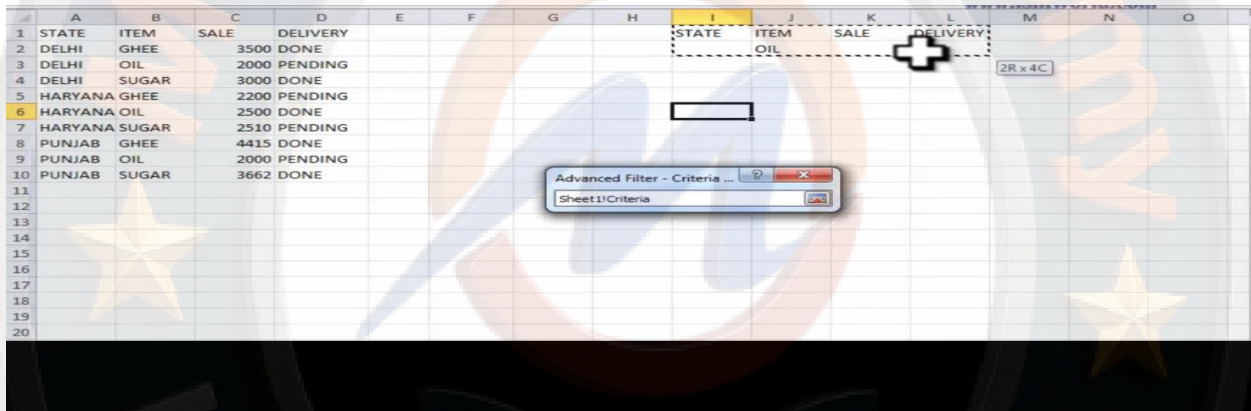 A B C D E F G H I J K L M N O
1 STATE ITEM SALE DELIVERY STATE ITEM SALE DELIVERY
2 DELHI GHEE 3500 DONE OIL
3 DELHI OIL 2000 PENDING 2R x 4C
4 DELHI SUGAR 3000 DONE
5 HARYANA GHEE 2200 PENDING
6 HARYANA OIL 2500 DONE
7 HARYANA SUGAR 2510 PENDING
8 PUNJAB GHEE 4415 DONE
9 PUNJAB OIL 2000 PENDING
10 PUNJAB SUGAR 3662 DONE
11 Advanced Filter - Criteria ... ?
12 Sheet1!Criteria
13
14
15
16
17
18
19
20